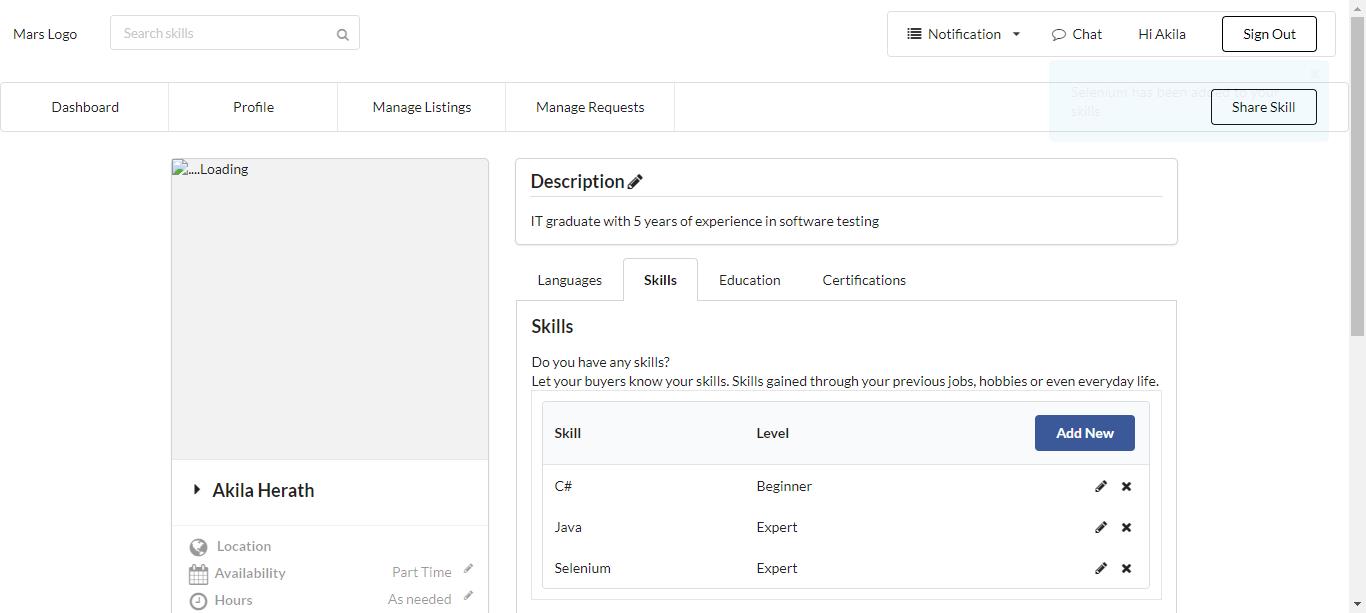 Mars Logo
Search skills
Notification
Chat
Hi Akila
Sign Out
Selenium has been added to your
skills
Dashboard
Profile
Manage Listings
Manage Requests
Share Skill
....Loading
Description
IT graduate with 5 years of experience in software testing
Languages
Skills
Education
Certifications
Skills
Do you have any skills?
Let your buyers know your skills. Skills gained through your previous jobs, hobbies or even everyday life.
Skill Level Add New
C# Beginner
Java Expert
Selenium Expert
Akila Herath
Location
Availability Part Time
Hours As needed